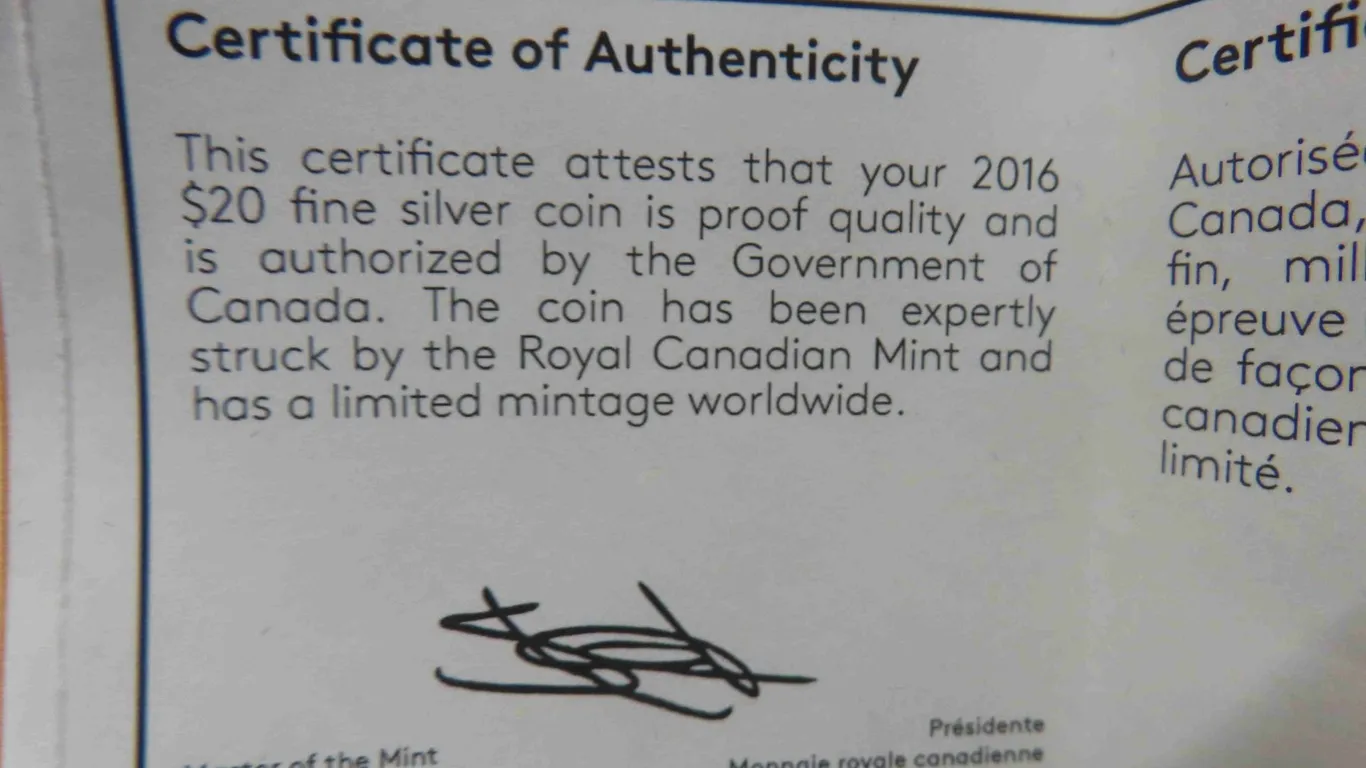 Certificate of Authenticity
This certificate attests that your 2016
$20 fine silver coin is proof quality and
is authorized by the Government of
Canada. The coin has been expertly
struck by the Royal Canadian Mint and
has a limited mintage worldwide.
Présidente
Master of the Mint
Monnaie royale canadienne
Certifi
Autorisé
Canada,
fin, mil
épreuve
de façon
canadien
limité.